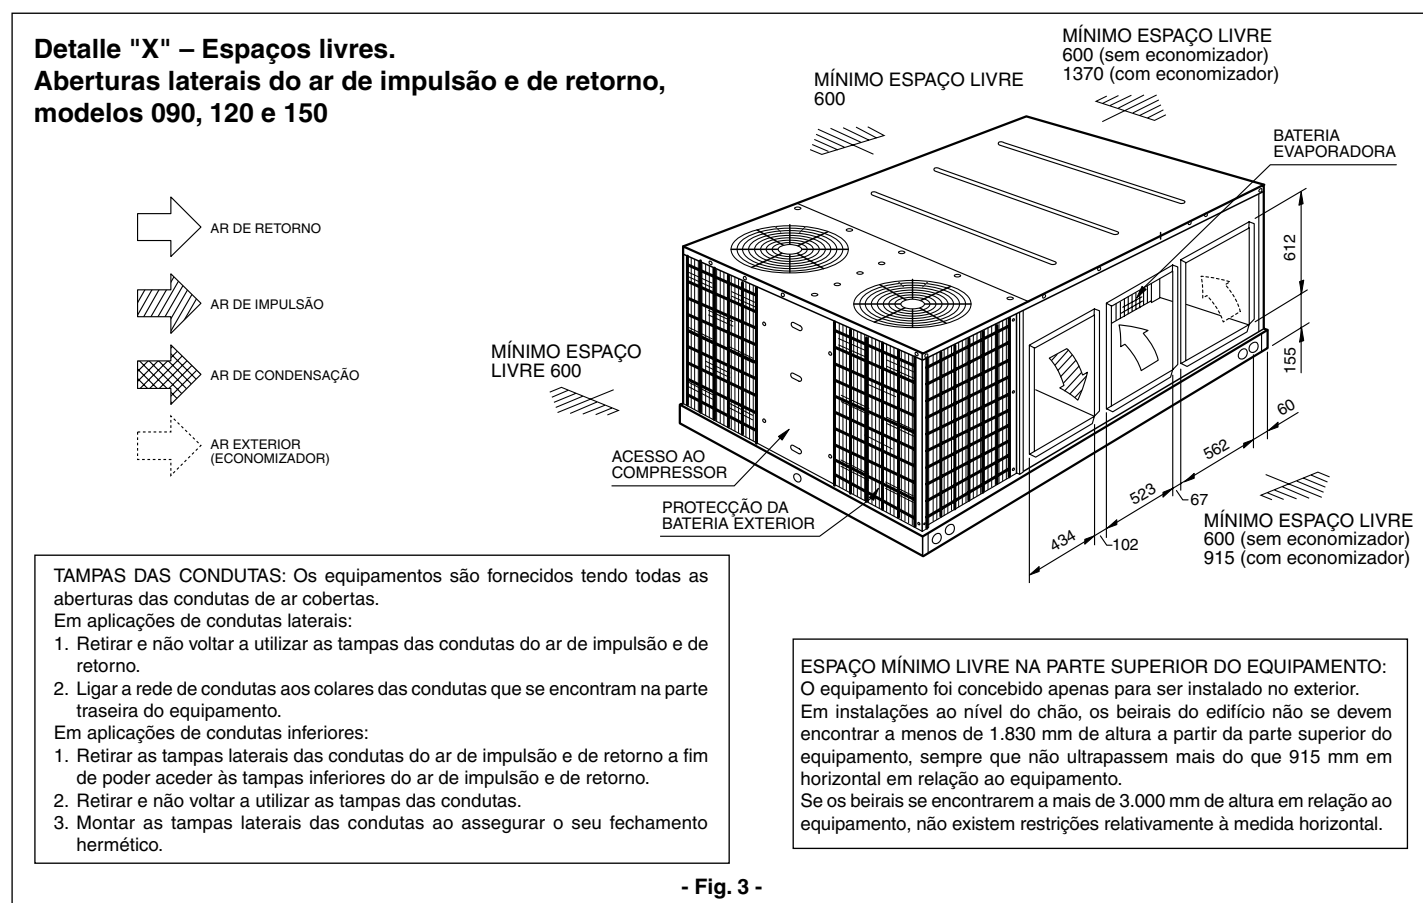 Detalle "X" – Espaços livres.
Aberturas laterais do ar de impulsão e de retorno,
modelos 090, 120 e 150
MÍNIMO ESPAÇO LIVRE
600 (sem economizador)
1370 (com economizador)
MÍNIMO ESPAÇO LIVRE
600
BATERIA
EVAPORADORA
AR DE RETORNO
AR DE IMPULSÃO
AR DE CONDENSAÇÃO
AR EXTERIOR
(ECONOMIZADOR)
MÍNIMO ESPAÇO
LIVRE 600
612
155
60
562
67
523
102
434
ACESSO AO
COMPRESSOR
PROTECÇÃO DA
BATERIA EXTERIOR
MÍNIMO ESPAÇO LIVRE
600 (sem economizador)
915 (com economizador)
TAMPAS DAS CONDUTAS: Os equipamentos são fornecidos tendo todas as
aberturas das condutas de ar cobertas.
Em aplicações de condutas laterais:
1. Retirar e não voltar a utilizar as tampas das condutas do ar de impulsão e de
retorno.
2. Ligar a rede de condutas aos colares das condutas que se encontram na parte
traseira do equipamento.
Em aplicações de condutas inferiores:
1. Retirar as tampas laterais das condutas do ar de impulsão e de retorno a fim
de poder aceder às tampas inferiores do ar de impulsão e de retorno.
2. Retirar e não voltar a utilizar as tampas das condutas.
3. Montar as tampas laterais das condutas ao assegurar o seu fechamento
hermético.
ESPAÇO MÍNIMO LIVRE NA PARTE SUPERIOR DO EQUIPAMENTO:
O equipamento foi concebido apenas para ser instalado no exterior.
Em instalações ao nível do chão, os beirais do edifício não se devem
encontrar a menos de 1.830 mm de altura a partir da parte superior do
equipamento, sempre que não ultrapassem mais do que 915 mm em
horizontal em relação ao equipamento.
Se os beirais se encontrarem a mais de 3.000 mm de altura em relação ao
equipamento, não existem restrições relativamente à medida horizontal.
- Fig. 3 -